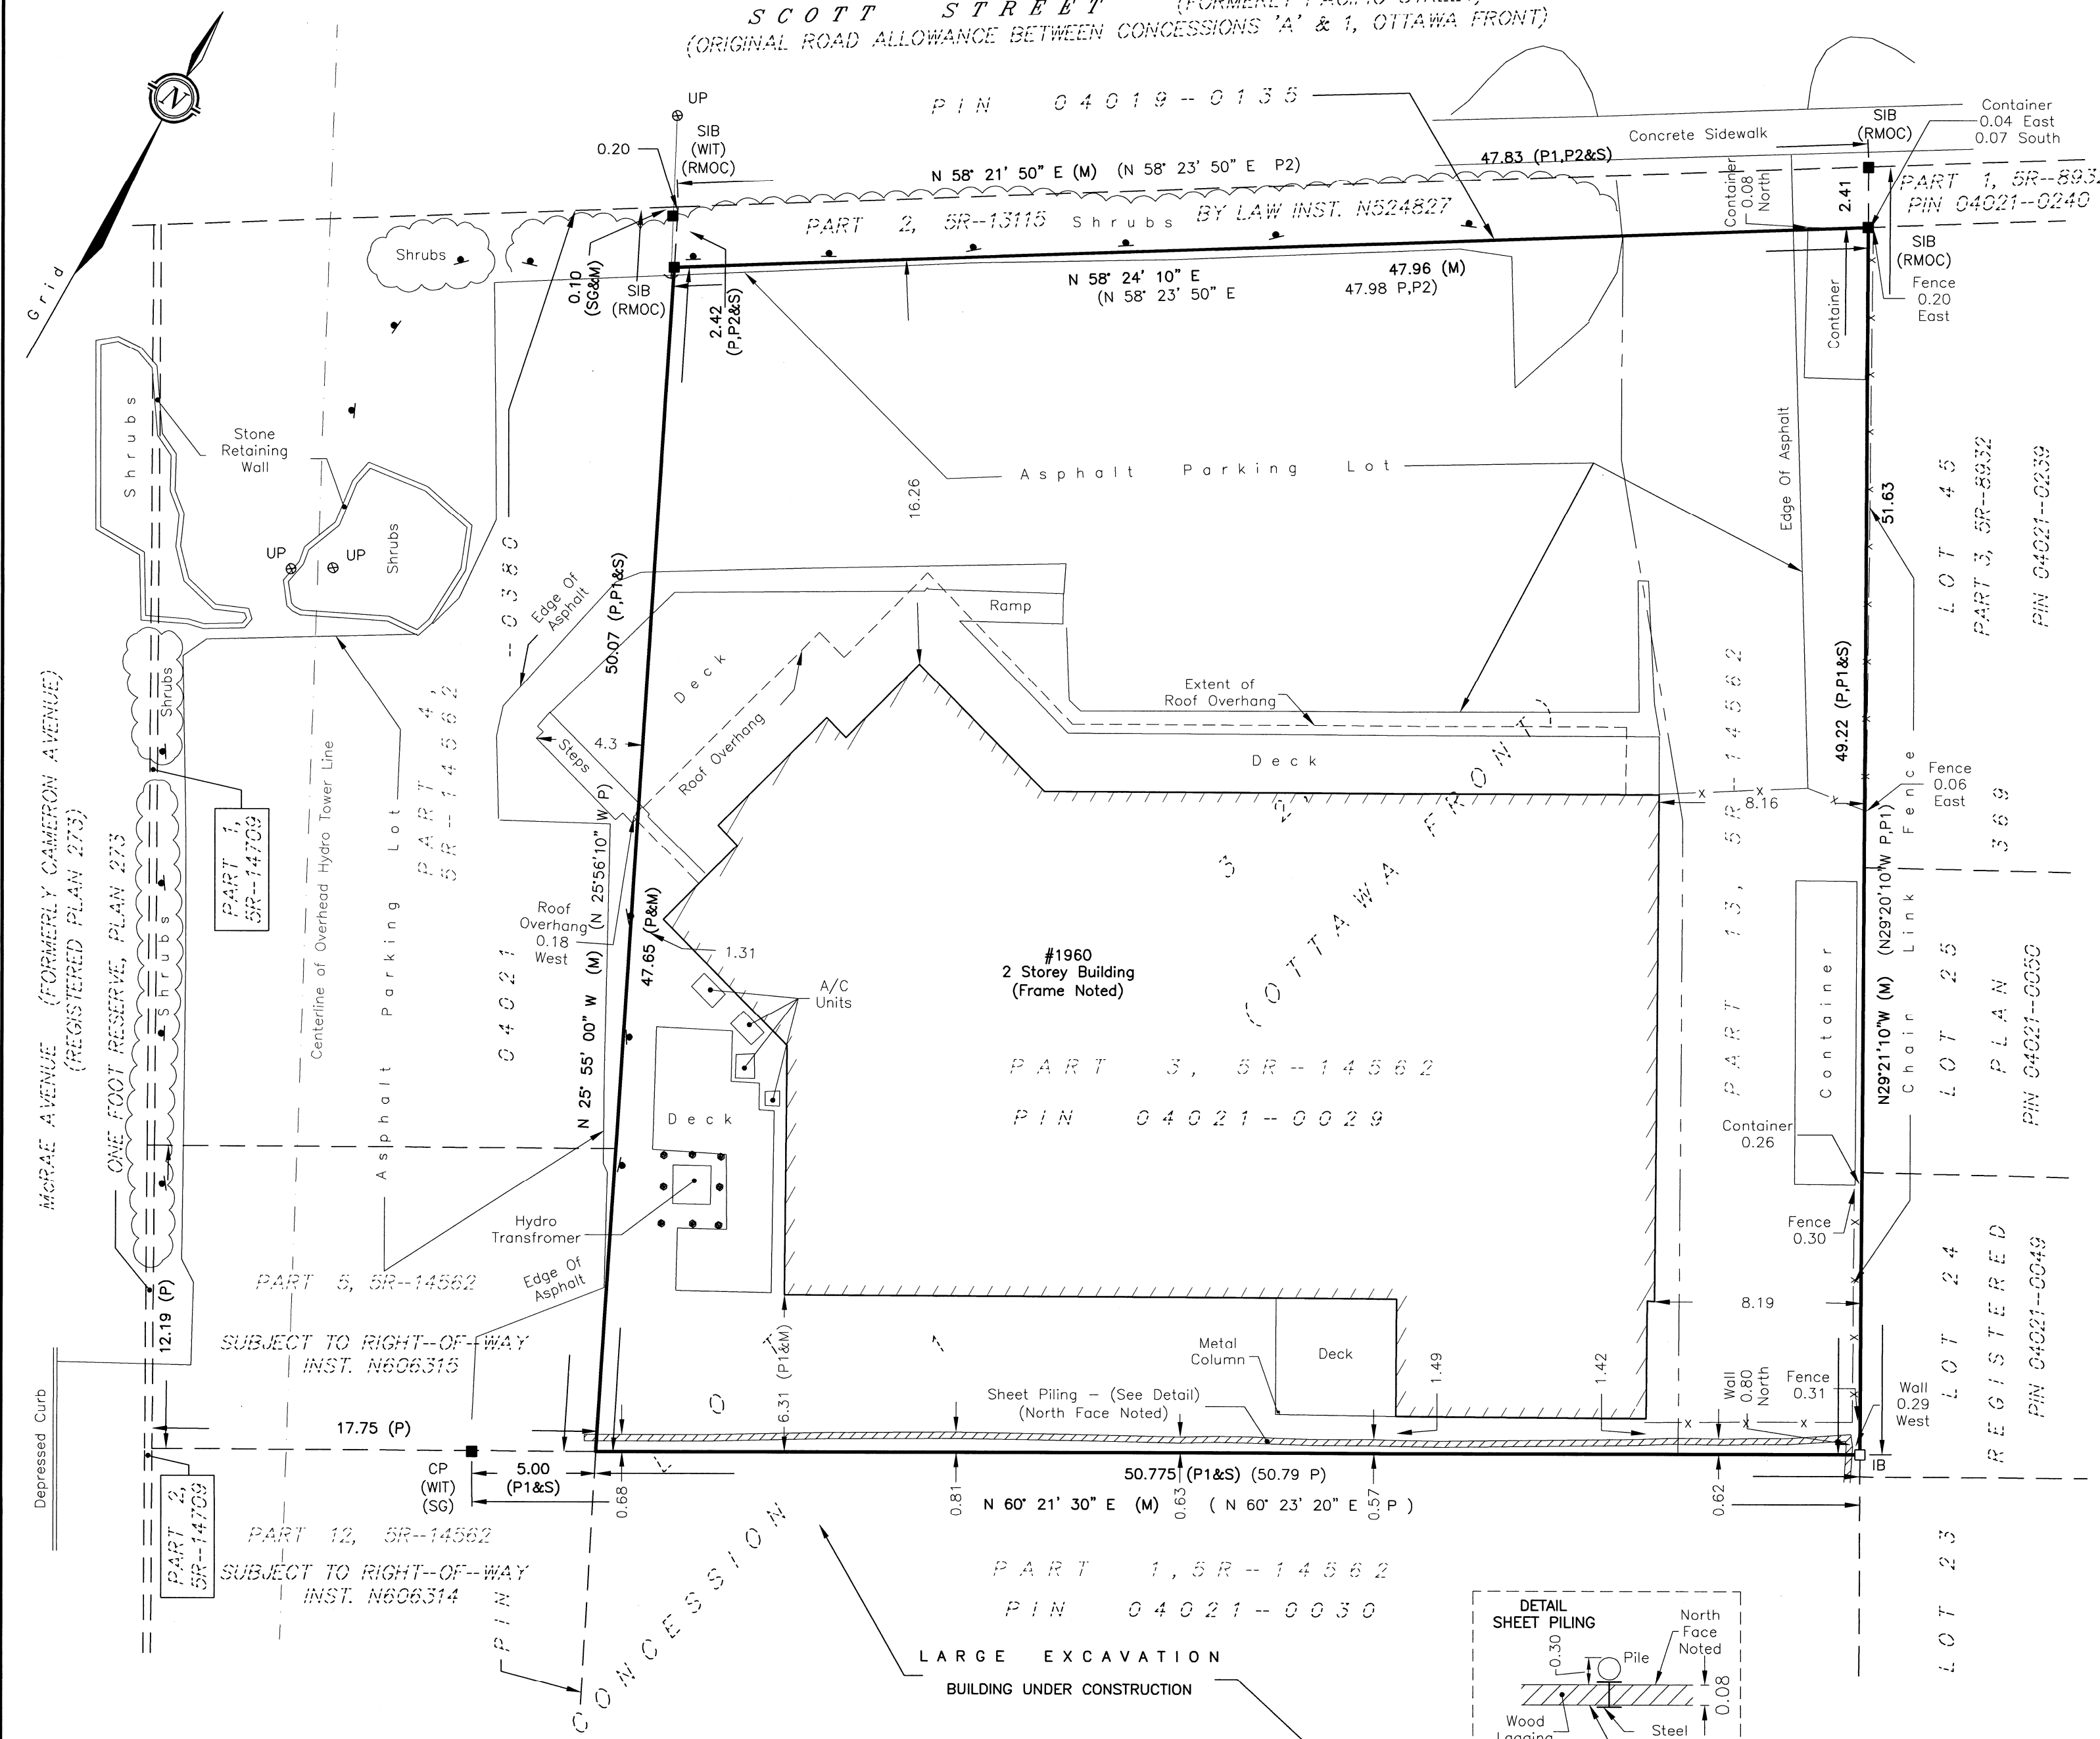 SCOTT STREET
(ORIGINAL ROAD ALLOWANCE BETWEEN CONCESSIONS 'A' & 1, OTTAWA FRONT)
N
Grid
PIN 04019--0135
UP
SIB
(WIT)
(RMOC)
0.20
N 58° 21' 50" E (M) (N 58° 23' 50" E P2)
47.83 (P1,P2&S)
Concrete Sidewalk
SIB
(RMOC)
Container
0.04 East
0.07 South
PART 1, 5R--8932
PIN 04021--0240
PART 2, 5R--13115 Shrubs BY LAW INST. N524827
Container
0.08
North
2.41
SIB
(RMOC)
Fence
0.20
East
Shrubs
0.10
(SG&M)
SIB
(RMOC)
2.42
(P,P2&S)
N 58° 24' 10" E 47.96 (M)
(N 58° 23' 50" E 47.98 P,P2)
Container
Shrubs
Stone
Retaining
Wall
UP
UP
Shrubs
Asphalt Parking Lot
16.26
Edge Of Asphalt
51.63
LOT 45
PART 3, 5R--8932
PIN 04021--0239
--0380
Edge Of
Asphalt
50.07 (P,P1&S)
Ramp
Deck
Extent of
Roof Overhang
Steps
4.3
Roof Overhang
Deck
PART 13, 5R--14562
49.22 (P,P1&S)
8.16
Fence
0.06
East
McRAE AVENUE (FORMERLY CAMERON AVENUE)
(REGISTERED PLAN 273)
ONE FOOT RESERVE, PLAN 273
Shrubs
Shrubs
PART 1,
5R--14709
Centerline of Overhead Hydro Tower Line
Asphalt Parking Lot
PART 4,
5R--14562
04021
Roof
Overhang
0.18
West
47.65 (P&M)
N 25° 55' 00" W (M) (N 25°56'10" W P)
1.31
A/C
Units
#1960
2 Storey Building
(Frame Noted)
32,
(OTTAWA FRONT)
PART 3, 5R--14562
PIN 04021--0029
Deck
Container
N29°21'10"W (M) (N29°20'10"W P,P1)
Chain Link Fence
369
LOT 25
PLAN
PIN 04021--0050
Container
0.26
Fence
0.30
Hydro
Transfromer
Edge Of
Asphalt
12.19 (P)
PART 5, 5R--14562
SUBJECT TO RIGHT--OF--WAY
INST. N606315
8.19
LOT 24
REGISTERED
PIN 04021--0049
Depressed Curb
Metal
Column
Deck
1.49
1.42
6.31 (P1&M)
LOT
1
Sheet Piling – (See Detail)
(North Face Noted)
Wall
0.80
North
Fence
0.31
Wall
0.29
West
IB
17.75 (P)
CP
(WIT)
(SG)
5.00
(P1&S)
0.68
0.81
0.63
0.57
0.62
50.775 (P1&S) (50.79 P)
N 60° 21' 30" E (M) ( N 60° 23' 20" E P )
PART 2,
5R--14709
PART 12, 5R--14562
SUBJECT TO RIGHT--OF--WAY
INST. N606314
PIN
CONCESSION
PART 1,5R--14562
PIN 04021--0030
LARGE EXCAVATION
BUILDING UNDER CONSTRUCTION
LOT 23
DETAIL
SHEET PILING
0.30
Pile
North
Face
Noted
0.08
Wood
Steel